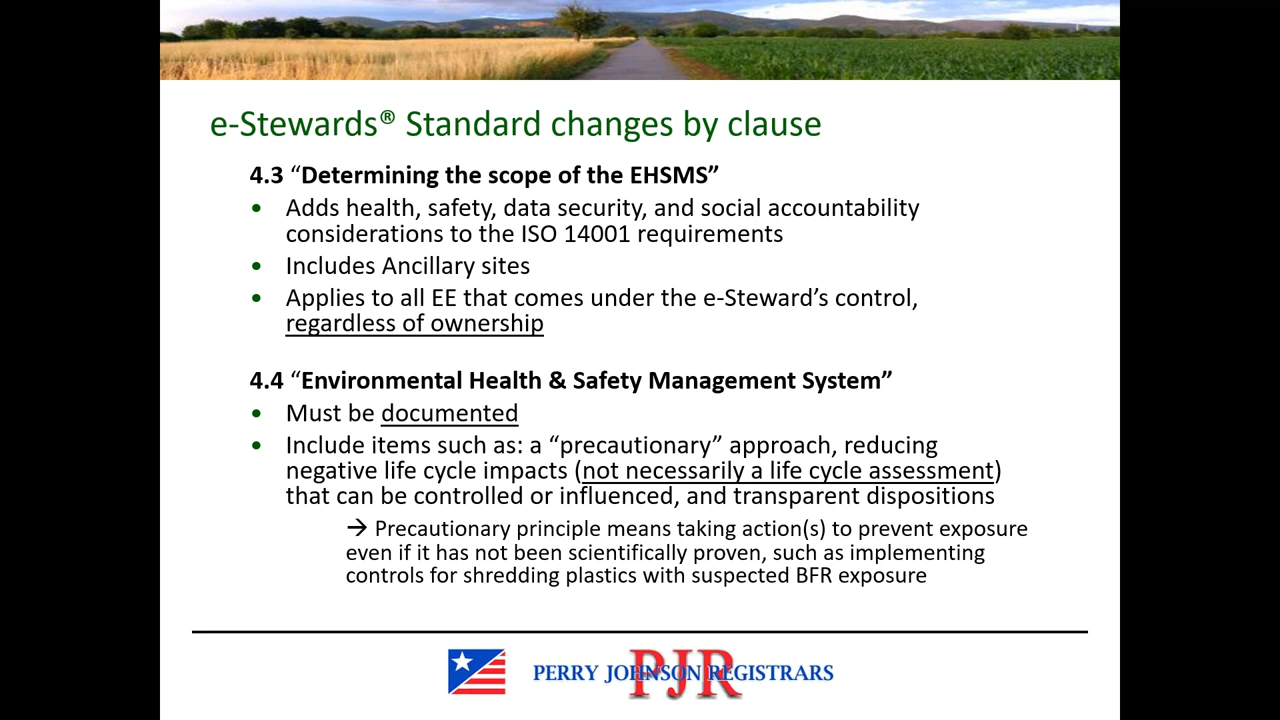 e-Stewards® Standard changes by clause
4.3 “Determining the scope of the EHSMS”
• Adds health, safety, data security, and social accountability
considerations to the ISO 14001 requirements
• Includes Ancillary sites
• Applies to all EE that comes under the e-Steward’s control,
regardless of ownership
4.4 “Environmental Health & Safety Management System”
• Must be documented
• Include items such as: a “precautionary” approach, reducing
negative life cycle impacts (not necessarily a life cycle assessment)
that can be controlled or influenced, and transparent dispositions
→ Precautionary principle means taking action(s) to prevent exposure
even if it has not been scientifically proven, such as implementing
controls for shredding plastics with suspected BFR exposure
PJR
PERRY JOHNSON REGISTRARS